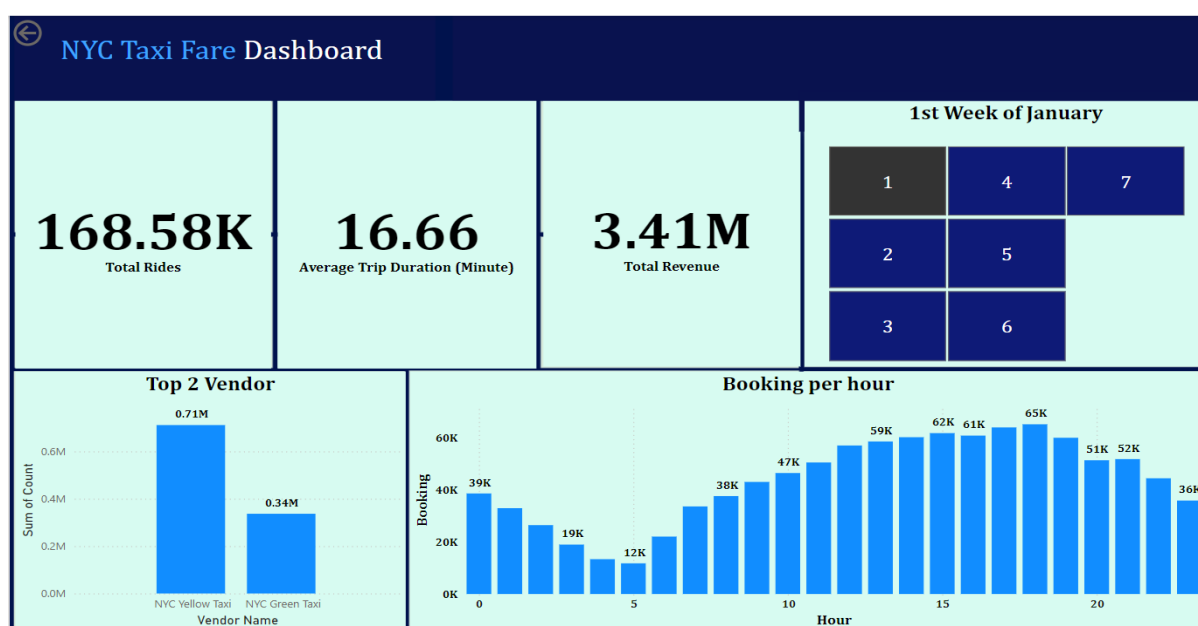 NYC Taxi Fare Dashboard
168.58K
Total Rides
16.66
Average Trip Duration (Minute)
3.41M
Total Revenue
1st Week of January
1 4 7
2 5
3 6
Top 2 Vendor
Sum of Count
0.6M
0.4M
0.2M
0.0M
0.71M
0.34M
NYC Yellow Taxi NYC Green Taxi
Vendor Name
Booking per hour
Booking
60K
40K
20K
0K
39K 19K 12K 38K 47K 59K 62K 61K 65K 51K 52K 36K
0 5 10 15 20
Hour